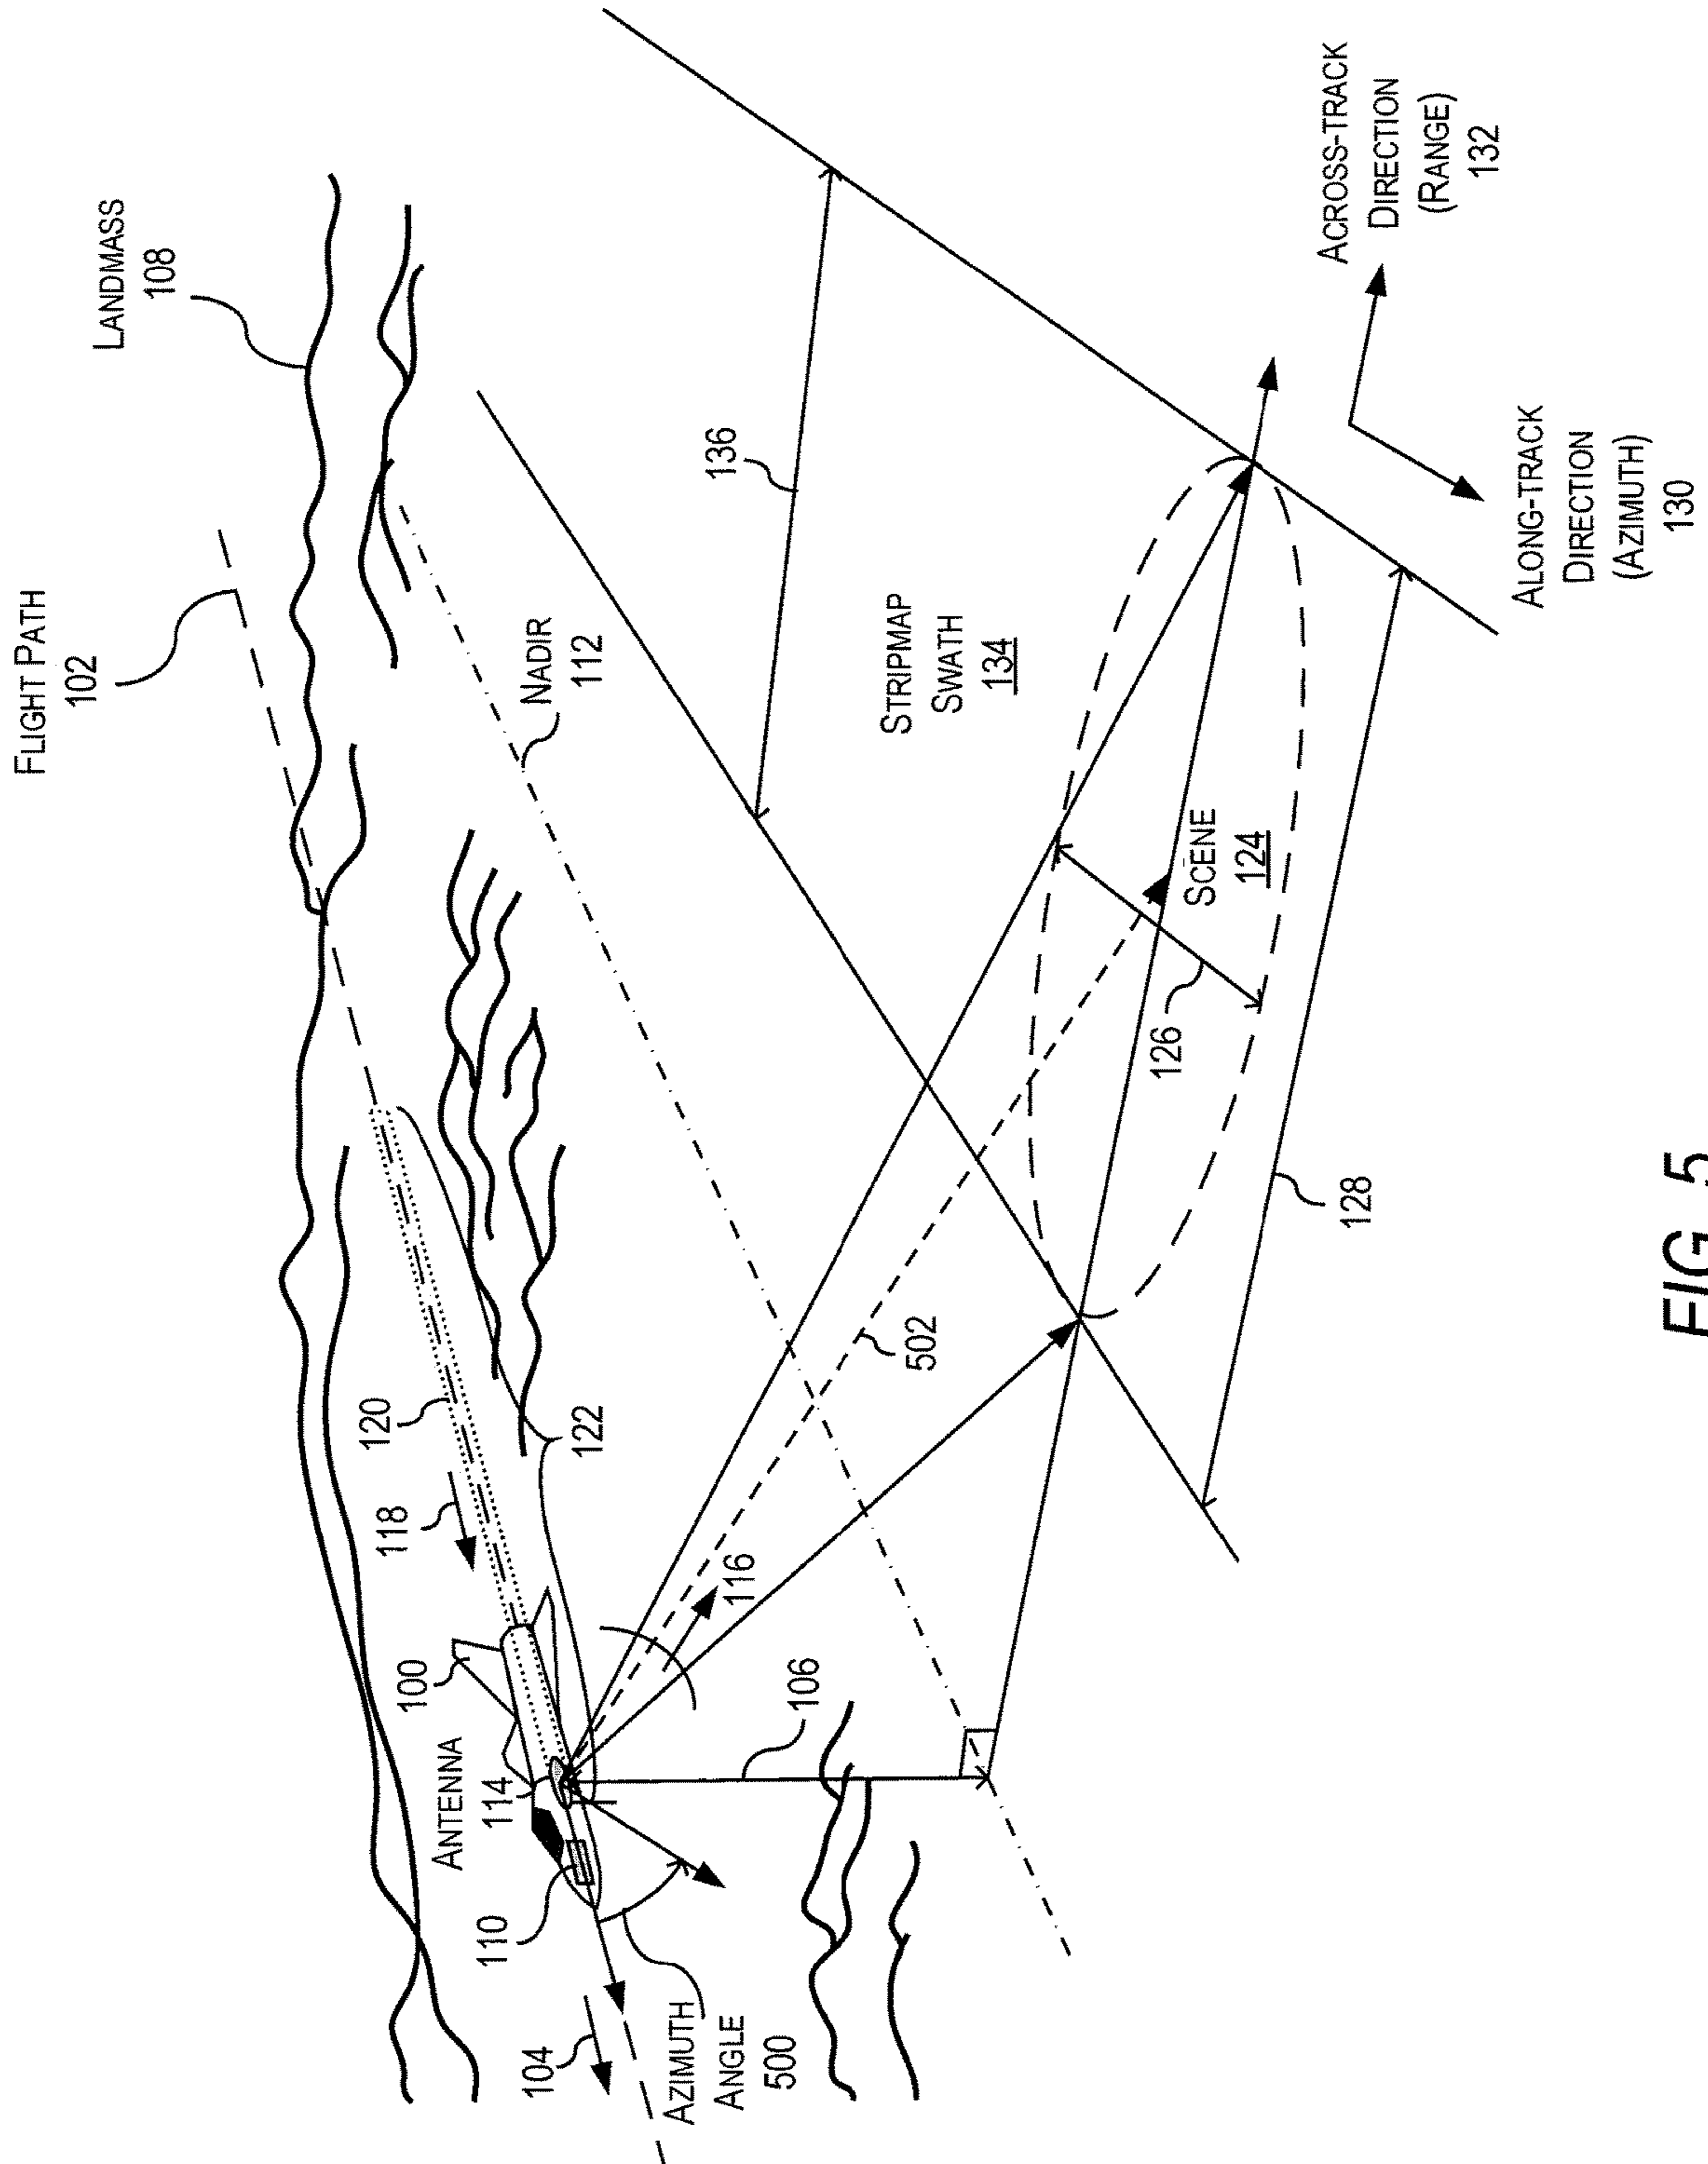 FLIGHT PATH
102
LANDMASS
108
NADIR
112
136
STRIPMAP
SWATH
134
ANTENNA
114
100
118
120
122
110
104
AZIMUTH
ANGLE
500
116
106
502
SCENE
124
126
128
ACROSS-TRACK
DIRECTION
(RANGE)
132
ALONG-TRACK
DIRECTION
(AZIMUTH)
130
FIG. 5